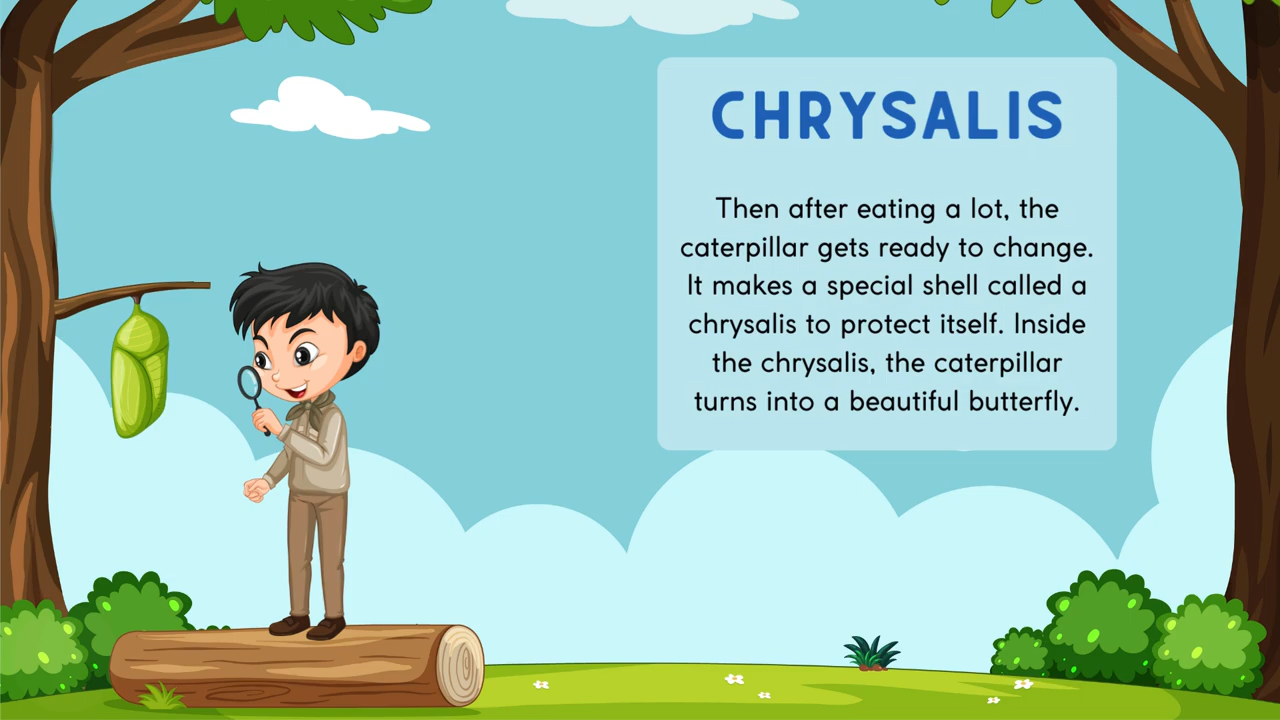 CHRYSALIS
Then after eating a lot, the
caterpillar gets ready to change.
It makes a special shell called a
chrysalis to protect itself. Inside
the chrysalis, the caterpillar
turns into a beautiful butterfly.